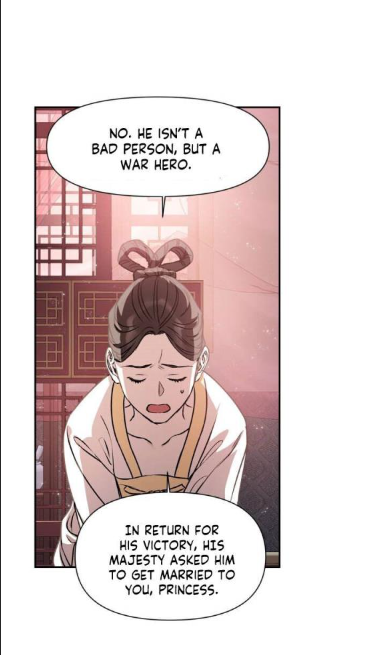 NO. HE ISN'T A
BAD PERSON, BUT A
WAR HERO.
IN RETURN FOR
HIS VICTORY, HIS
MAJESTY ASKED HIM
TO GET MARRIED TO
YOU, PRINCESS.